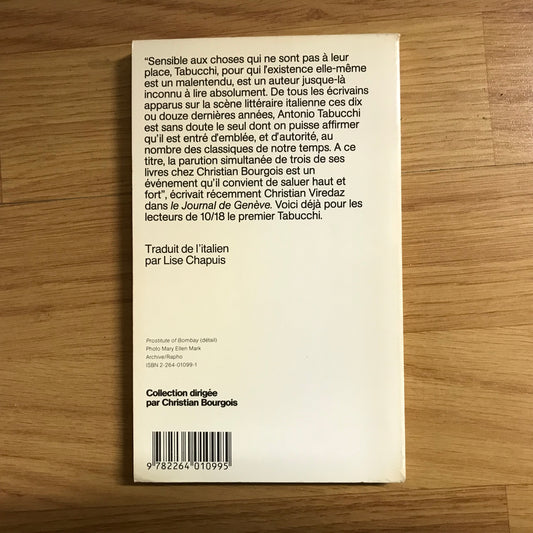 “Sensible aux choses qui ne sont pas à leur
place, Tabucchi, pour qui l'existence elle-même
est un malentendu, est un auteur jusque-là
inconnu à lire absolument. De tous les écrivains
apparus sur la scène littéraire italienne ces dix
ou douze dernières années, Antonio Tabucchi
est sans doute le seul dont on puisse affirmer
qu'il est entré d'emblée, et d'autorité, au
nombre des classiques de notre temps. A ce
titre, la parution simultanée de trois de ses
livres chez Christian Bourgois est un
événement qu'il convient de saluer haut et
fort”, écrivait récemment Christian Viredaz
dans le Journal de Genève. Voici déjà pour les
lecteurs de 10/18 le premier Tabucchi.
Traduit de l'italien
par Lise Chapuis
Prostitute of Bombay (détail)
Photo Mary Ellen Mark
Archive/Rapho
ISBN 2-264-01099-1
Collection dirigée
par Christian Bourgois
9 782264 010995